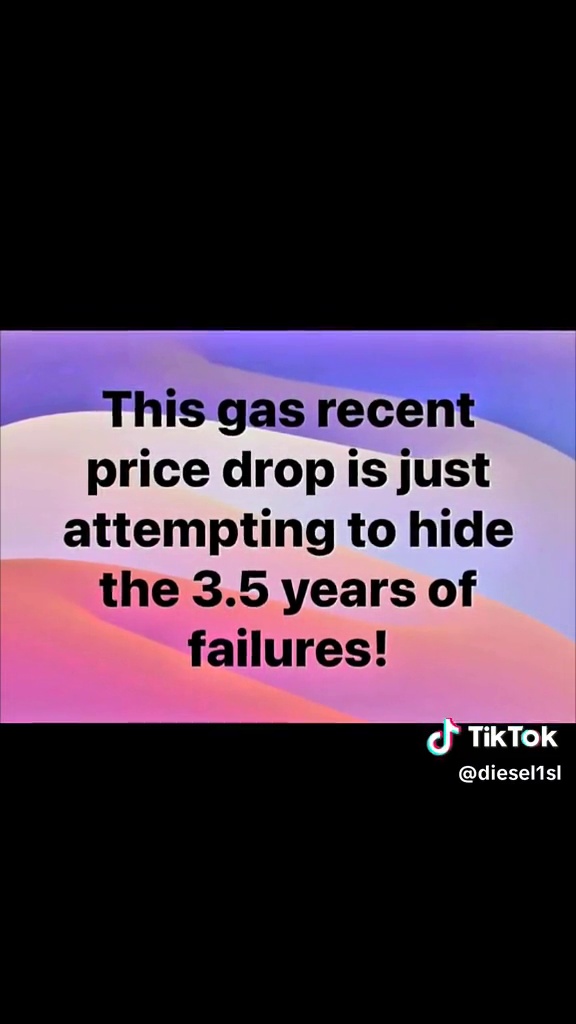 This gas recent
price drop is just
attempting to hide
the 3.5 years of
failures!
TikTok
@diesel1sl